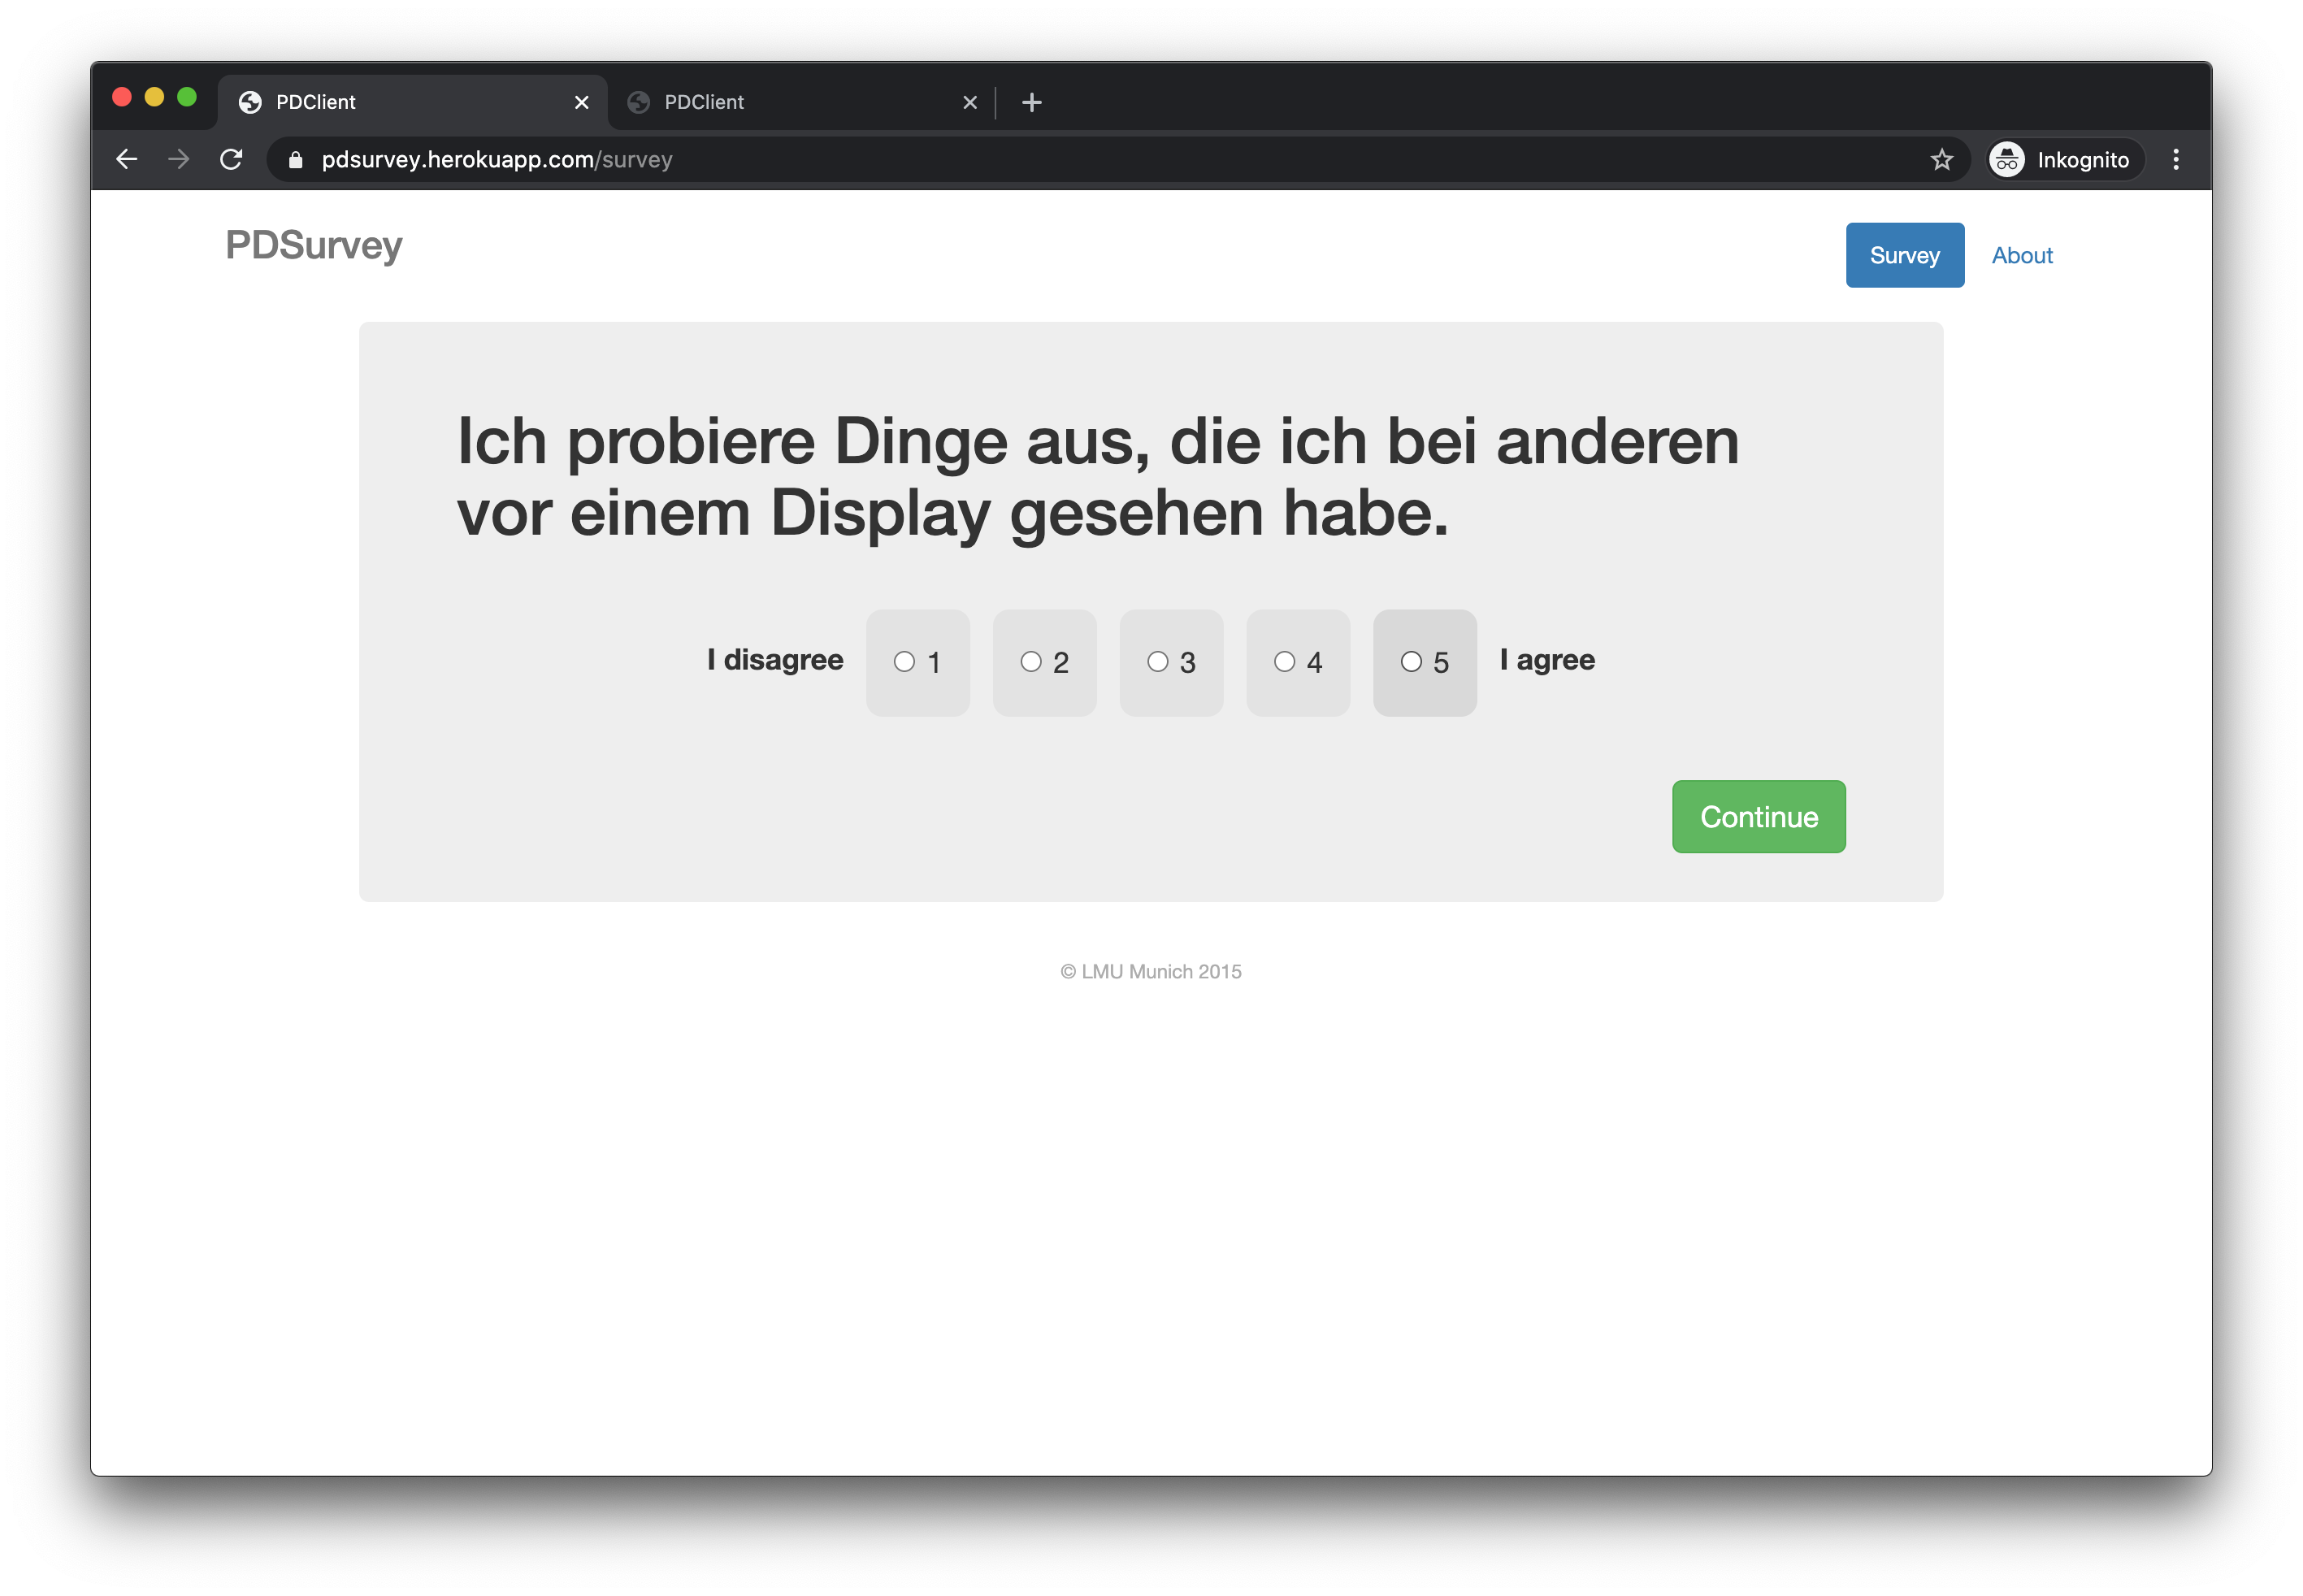 PDClient
PDClient
pdsurvey.herokuapp.com/survey
Inkognito
PDSurvey
Survey
About
Ich probiere Dinge aus, die ich bei anderen
vor einem Display gesehen habe.
I disagree 1 2 3 4 5 I agree
Continue
© LMU Munich 2015